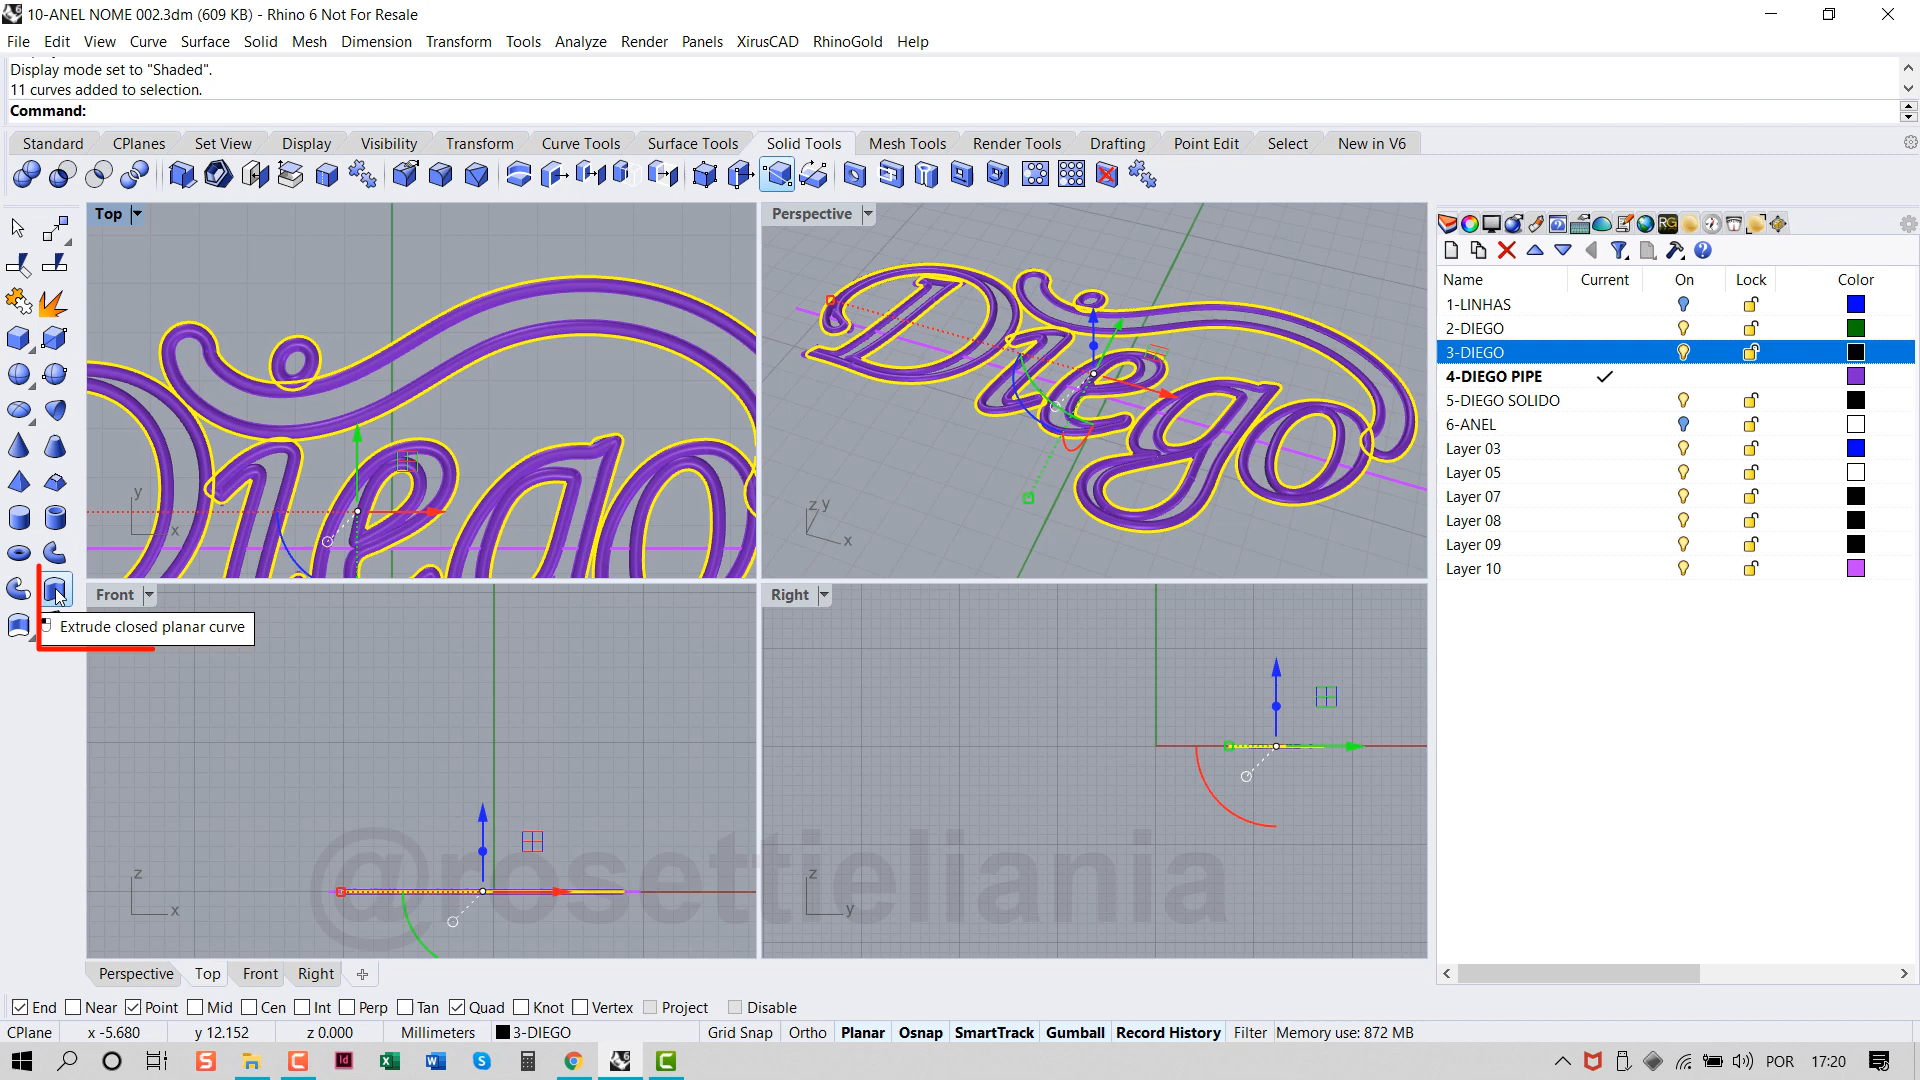 10-ANEL NOME 002.3dm (609 KB) - Rhino 6 Not For Resale
File Edit View Curve Surface Solid Mesh Dimension Transform Tools Analyze Render Panels XirusCAD RhinoGold Help
Display mode set to "Shaded".
11 curves added to selection.
Command:
Standard CPlanes Set View Display Visibility Transform Curve Tools Surface Tools Solid Tools Mesh Tools Render Tools Drafting Point Edit Select New in V6
Top
Perspective
Diego
Diego
y
x
z y
x
Name Current On Lock Color
1-LINHAS
2-DIEGO
3-DIEGO
4-DIEGO PIPE
5-DIEGO SOLIDO
6-ANEL
Layer 03
Layer 05
Layer 07
Layer 08
Layer 09
Layer 10
Front
Right
Extrude closed planar curve
@rosettieliania
z
x
z
y
Perspective Top Front Right
End Near Point Mid Cen Int Perp Tan Quad Knot Vertex Project Disable
CPlane x -5.680 y 12.152 z 0.000 Millimeters 3-DIEGO Grid Snap Ortho Planar Osnap SmartTrack Gumball Record History Filter Memory use: 872 MB
POR 17:20